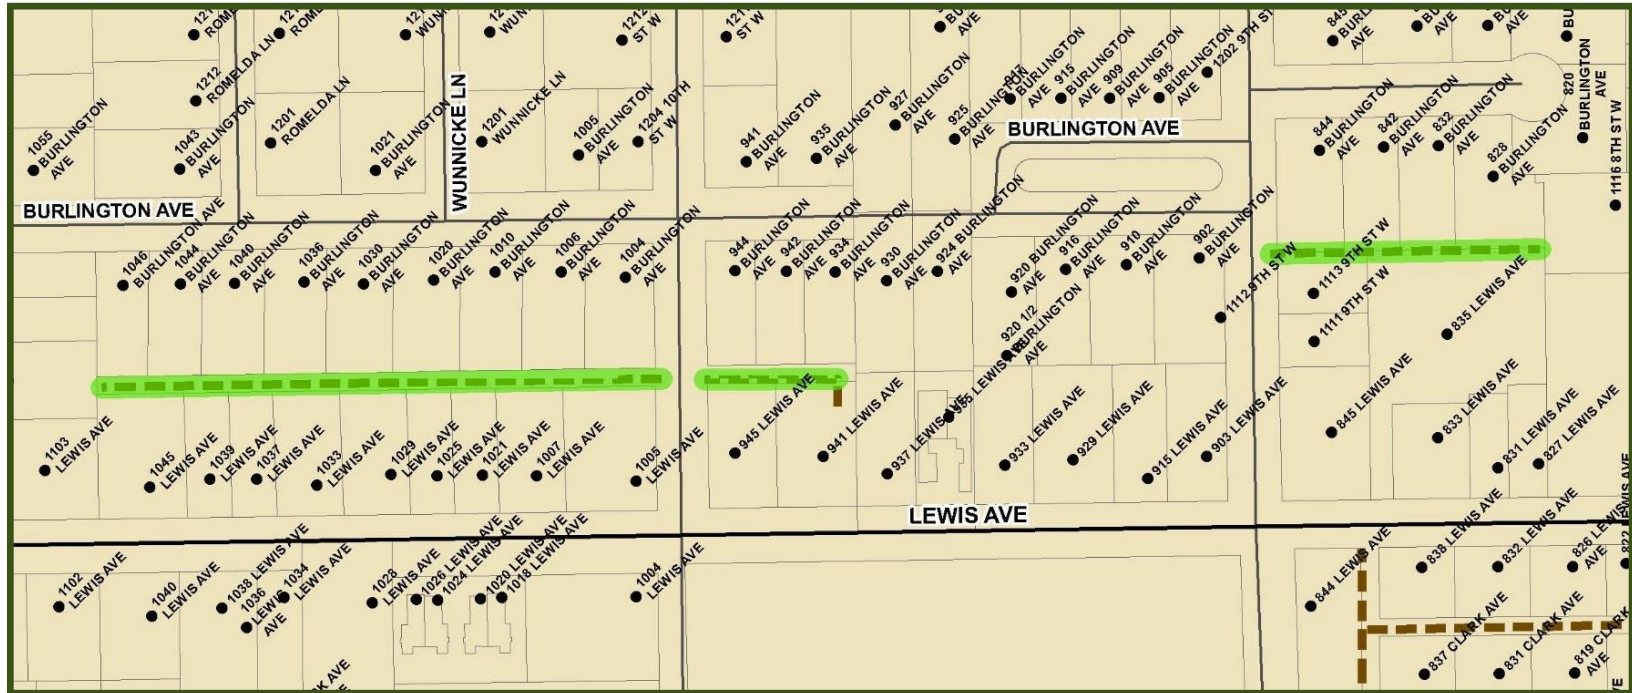 1212
ROMELDA LN
1212
ST W
ST W
1201
ROMELDA LN
WUNNICKE LN
1201
WUNNICKE LN
1055
BURLINGTON
AVE
1043
BURLINGTON
AVE
1021
BURLINGTON
AVE
1005
BURLINGTON
AVE
1204 10TH
ST W
941
BURLINGTON
AVE
935
BURLINGTON
AVE
927
BURLINGTON
AVE
925
BURLINGTON
AVE
917
BURLINGTON
AVE
915
BURLINGTON
AVE
909
BURLINGTON
AVE
905
BURLINGTON
AVE
1202 9TH ST
BURLINGTON AVE
844
BURLINGTON
AVE
842
BURLINGTON
AVE
832
BURLINGTON
AVE
828
BURLINGTON
AVE
820
BURLINGTON
AVE
1116 8TH ST W
BURLINGTON AVE
1046
BURLINGTON AVE
1044
BURLINGTON
AVE
1040
BURLINGTON
AVE
1036
BURLINGTON
AVE
1030
BURLINGTON
AVE
1020
BURLINGTON
AVE
1010
BURLINGTON
AVE
1006
BURLINGTON
AVE
1004
BURLINGTON
AVE
944
BURLINGTON
AVE
942
BURLINGTON
AVE
934
BURLINGTON
AVE
930
BURLINGTON
AVE
924 BURLINGTON
AVE
920 BURLINGTON
AVE
916
BURLINGTON
AVE
910
BURLINGTON
AVE
902
BURLINGTON
AVE
920 1/2
BURLINGTON
AVE
1112 9TH ST W
1113 9TH ST W
1111 9TH ST W
835 LEWIS AVE
1103
LEWIS AVE
1045
LEWIS AVE
1039
LEWIS AVE
1037
LEWIS AVE
1033
LEWIS AVE
1029
LEWIS AVE
1025
LEWIS AVE
1021
LEWIS AVE
1007
LEWIS AVE
1005
LEWIS AVE
945 LEWIS AVE
941 LEWIS AVE
937 LEWIS AVE
LEWIS AVE
933 LEWIS AVE
929 LEWIS AVE
915 LEWIS AVE
903 LEWIS AVE
845 LEWIS AVE
833 LEWIS AVE
831 LEWIS AVE
827 LEWIS AVE
LEWIS AVE
1102
LEWIS AVE
1040
LEWIS AVE
1038 LEWIS AVE
1036
LEWIS
AVE
1034
LEWIS AVE
1028
LEWIS AVE
1026 LEWIS AVE
1024 LEWIS AVE
1020 LEWIS AVE
1018 LEWIS AVE
1004
LEWIS AVE
844 LEWIS AVE
838 LEWIS AVE
832 LEWIS AVE
826 LEWIS
AVE
822 LEWIS AVE
837 CLARK AVE
831 CLARK AVE
819 CLARK
AVE